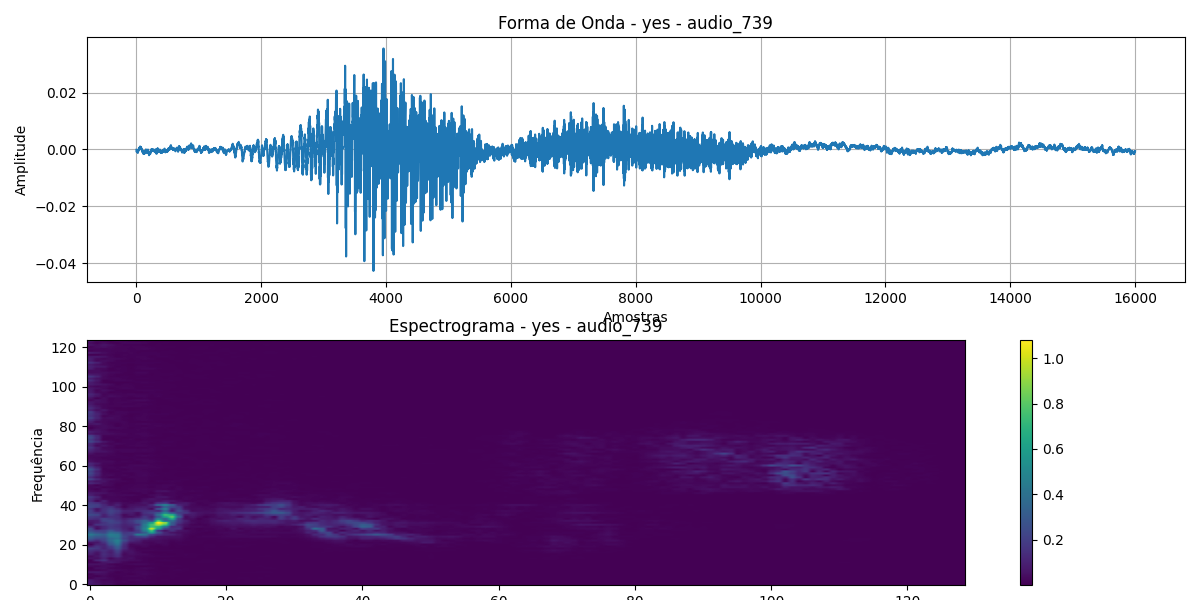 Forma de Onda - yes - audio_739
0.02
0.00
−0.02
−0.04
Amplitude
0 2000 4000 6000 8000 10000 12000 14000 16000
Amostras
Espectrograma - yes - audio_739
120
100
80
60
40
20
0
Frequência
0 20 40 60 80 100 120
1.0
0.8
0.6
0.4
0.2